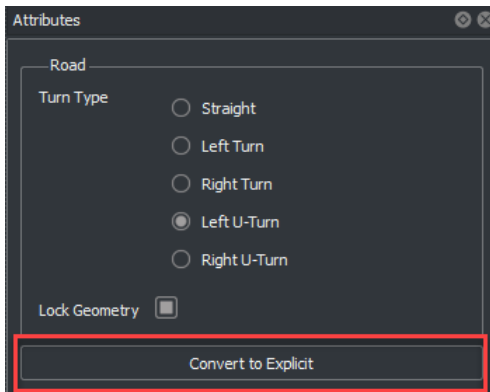 Attributes
Road
Turn Type
Straight
Left Turn
Right Turn
Left U-Turn
Right U-Turn
Lock Geometry
Convert to Explicit